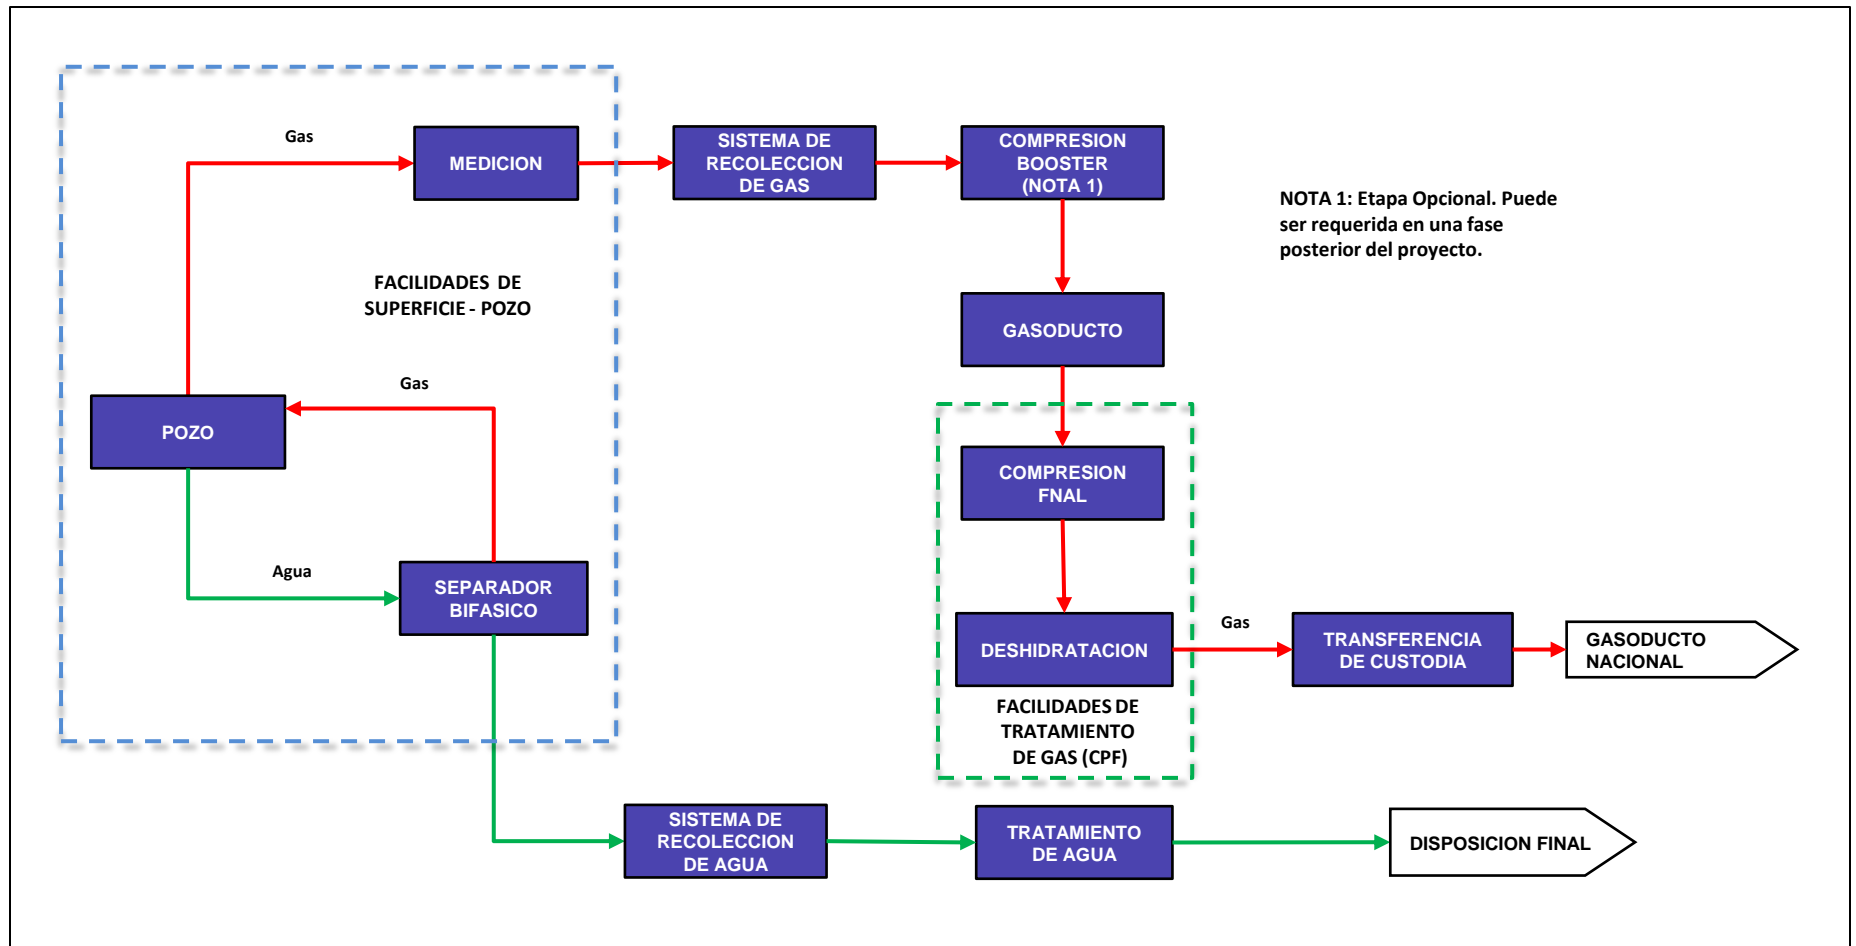 Gas
MEDICION
SISTEMA DE
RECOLECCION
DE GAS
COMPRESION
BOOSTER
(NOTA 1)
NOTA 1: Etapa Opcional. Puede
ser requerida en una fase
posterior del proyecto.
FACILIDADES DE
SUPERFICIE - POZO
GASODUCTO
Gas
POZO
COMPRESION
FNAL
Agua
SEPARADOR
BIFASICO
DESHIDRATACION
Gas
TRANSFERENCIA
DE CUSTODIA
GASODUCTO
NACIONAL
FACILIDADES DE
TRATAMIENTO
DE GAS (CPF)
SISTEMA DE
RECOLECCION
DE AGUA
TRATAMIENTO
DE AGUA
DISPOSICION FINAL